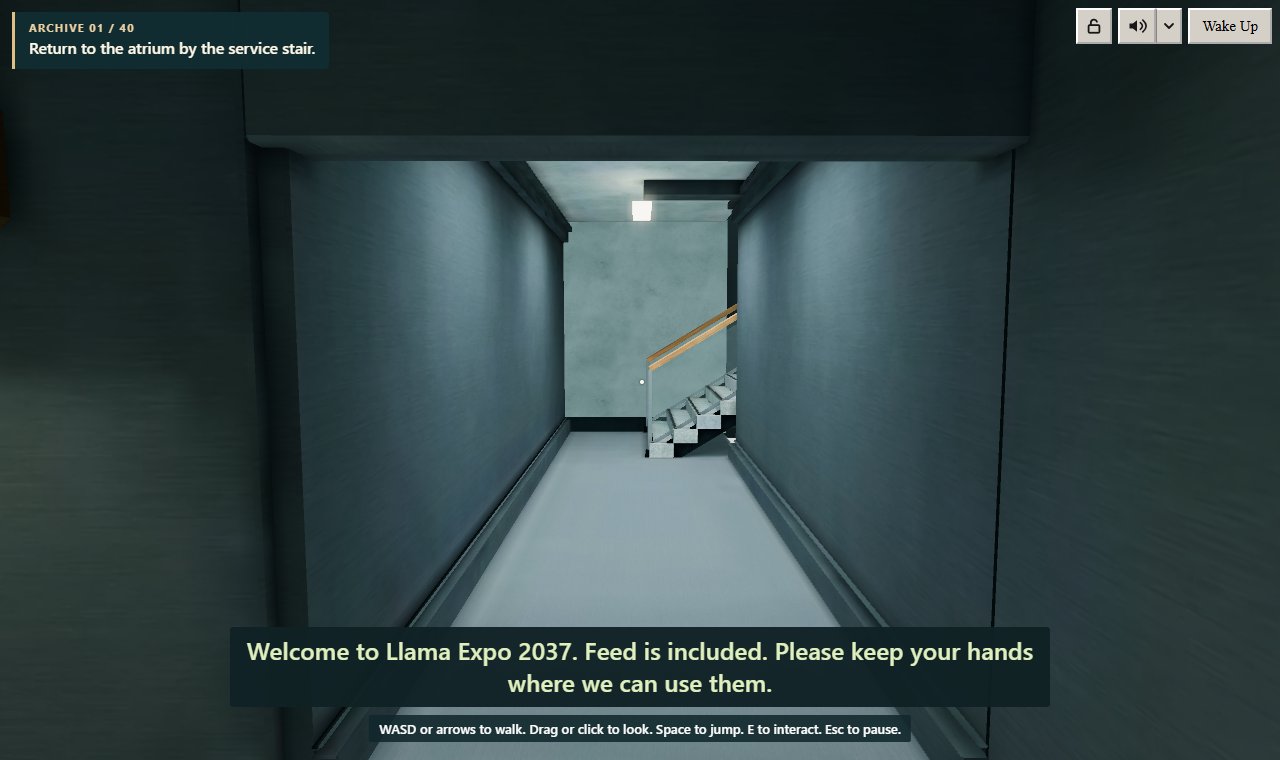 ARCHIVE 01 / 40
Return to the atrium by the service stair.
Wake Up
Welcome to Llama Expo 2037. Feed is included. Please keep your hands
where we can use them.
WASD or arrows to walk. Drag or click to look. Space to jump. E to interact. Esc to pause.